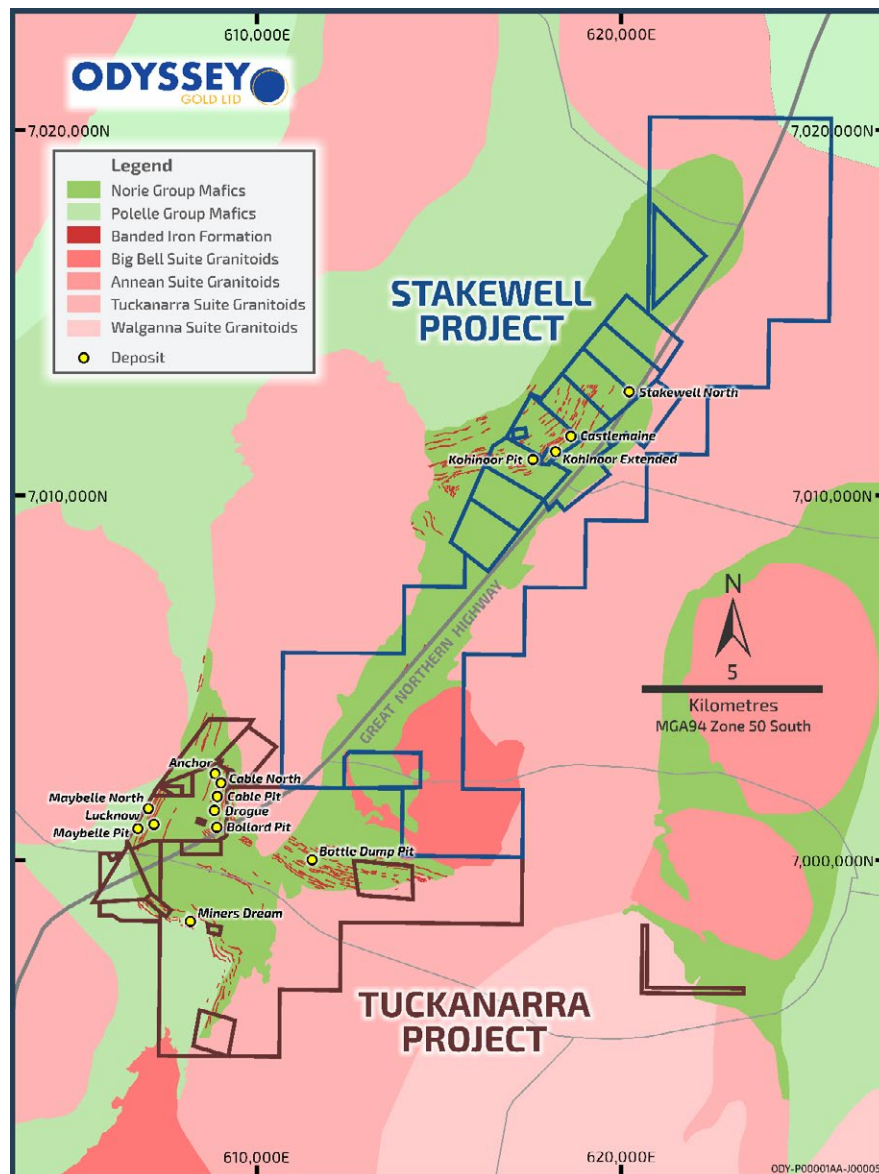 610,000E
620,000E
ODYSSEY
GOLD LTD
7,020,000N
7,020,000N
Legend
Norie Group Mafics
Polelle Group Mafics
Banded Iron Formation
Big Bell Suite Granitoids
Annean Suite Granitoids
Tuckanarra Suite Granitoids
Walganna Suite Granitoids
Deposit
STAKEWELL
PROJECT
Stakewell North
Castlemaine
Kohinoor Extended
Kohinoor Pit
7,010,000N
7,010,000N
GREAT NORTHERN HIGHWAY
N
5
Kilometres
MGA94 Zone 50 South
Anchor
Cable North
Cable Pit
Maybelle North
Drogue
Lucknow
Bollard Pit
Maybelle Pit
Bottle Dump Pit
7,000,000N
Miners Dream
TUCKANARRA
PROJECT
610,000E
620,000E
ODY-P00001AA-J00005